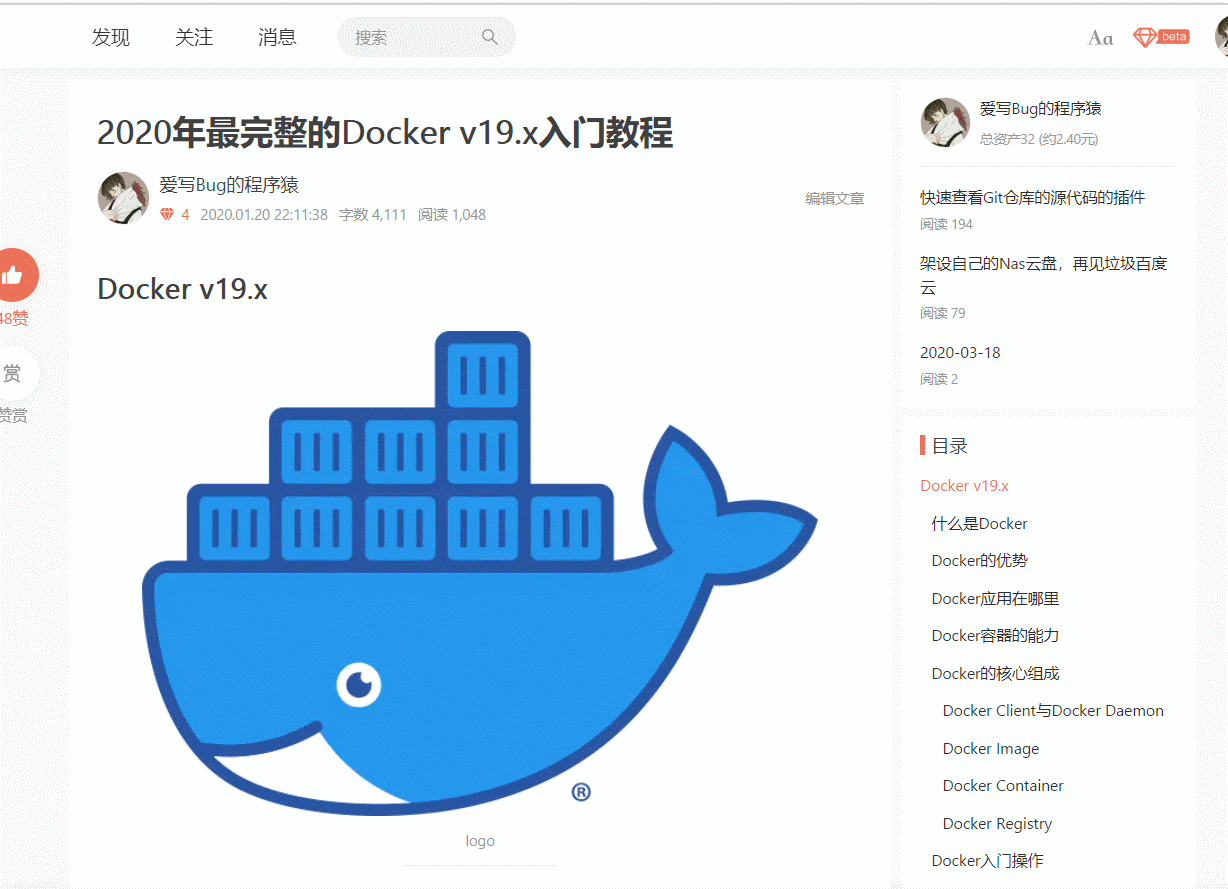 发现 关注 消息 搜索 Aa beta
2020年最完整的Docker v19.x入门教程
爱写Bug的程序猿
4 2020.01.20 22:11:38 字数 4,111 阅读 1,048
编辑文章
48赞
赏
赞赏
Docker v19.x
®
logo
爱写Bug的程序猿
总资产32 (约2.40元)
快速查看Git仓库的源代码的插件
阅读 194
架设自己的Nas云盘，再见垃圾百度
云
阅读 79
2020-03-18
阅读 2
目录
Docker v19.x
什么是Docker
Docker的优势
Docker应用在哪里
Docker容器的能力
Docker的核心组成
Docker Client与Docker Daemon
Docker Image
Docker Container
Docker Registry
Docker入门操作